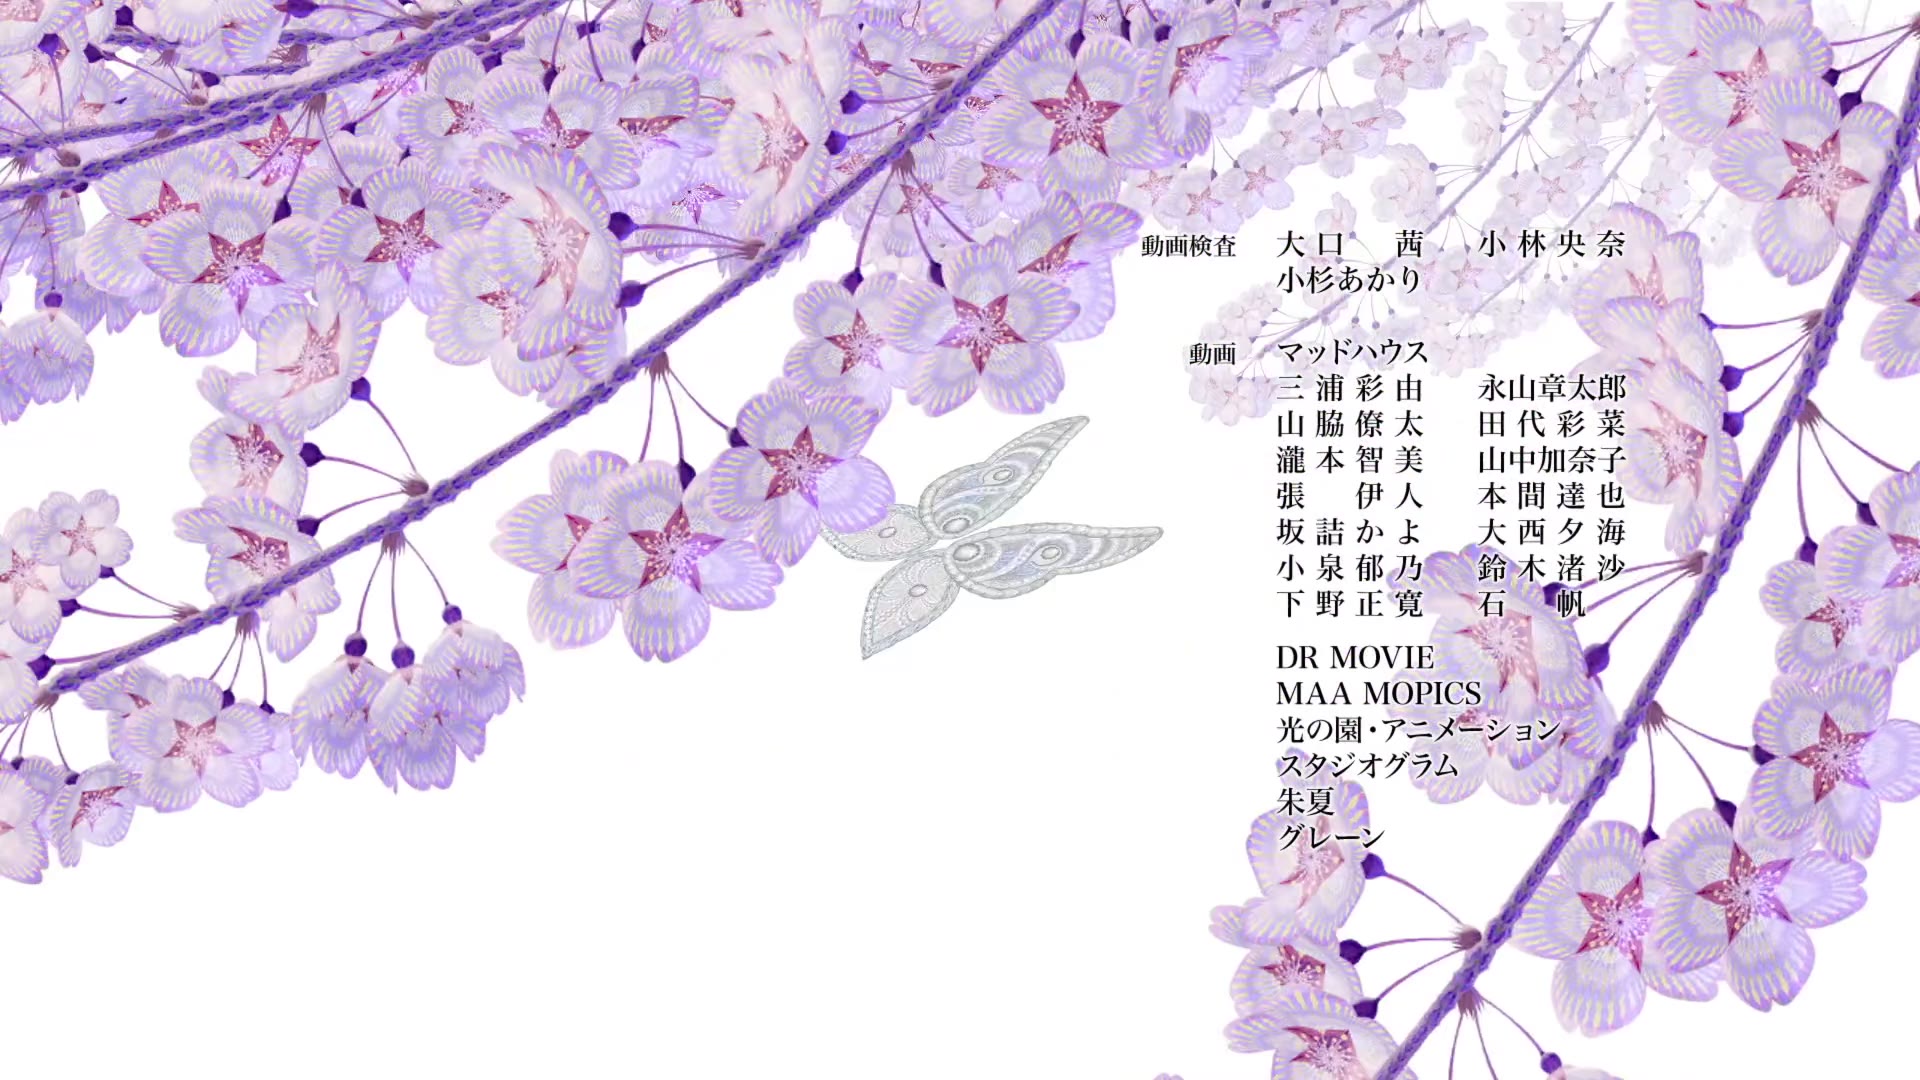 動画検査 大口 茜 小林央奈
小杉あかり
動画 マッドハウス
三浦彩由 永山章太郎
山脇僚太 田代彩菜
瀧本智美 山中加奈子
張 伊人 本間達也
坂詰かよ 大西夕海
小泉郁乃 鈴木渚沙
下野正寛 石 帆
DR MOVIE
MAA MOPICS
光の園・アニメーション
スタジオグラム
朱夏
グレーン